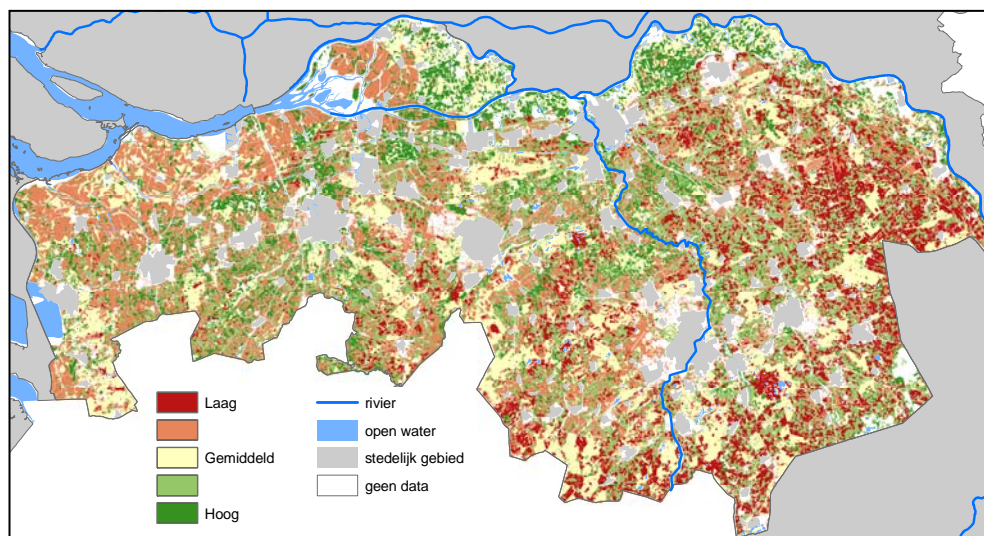 Laag
Gemiddeld
Hoog
rivier
open water
stedelijk gebied
geen data